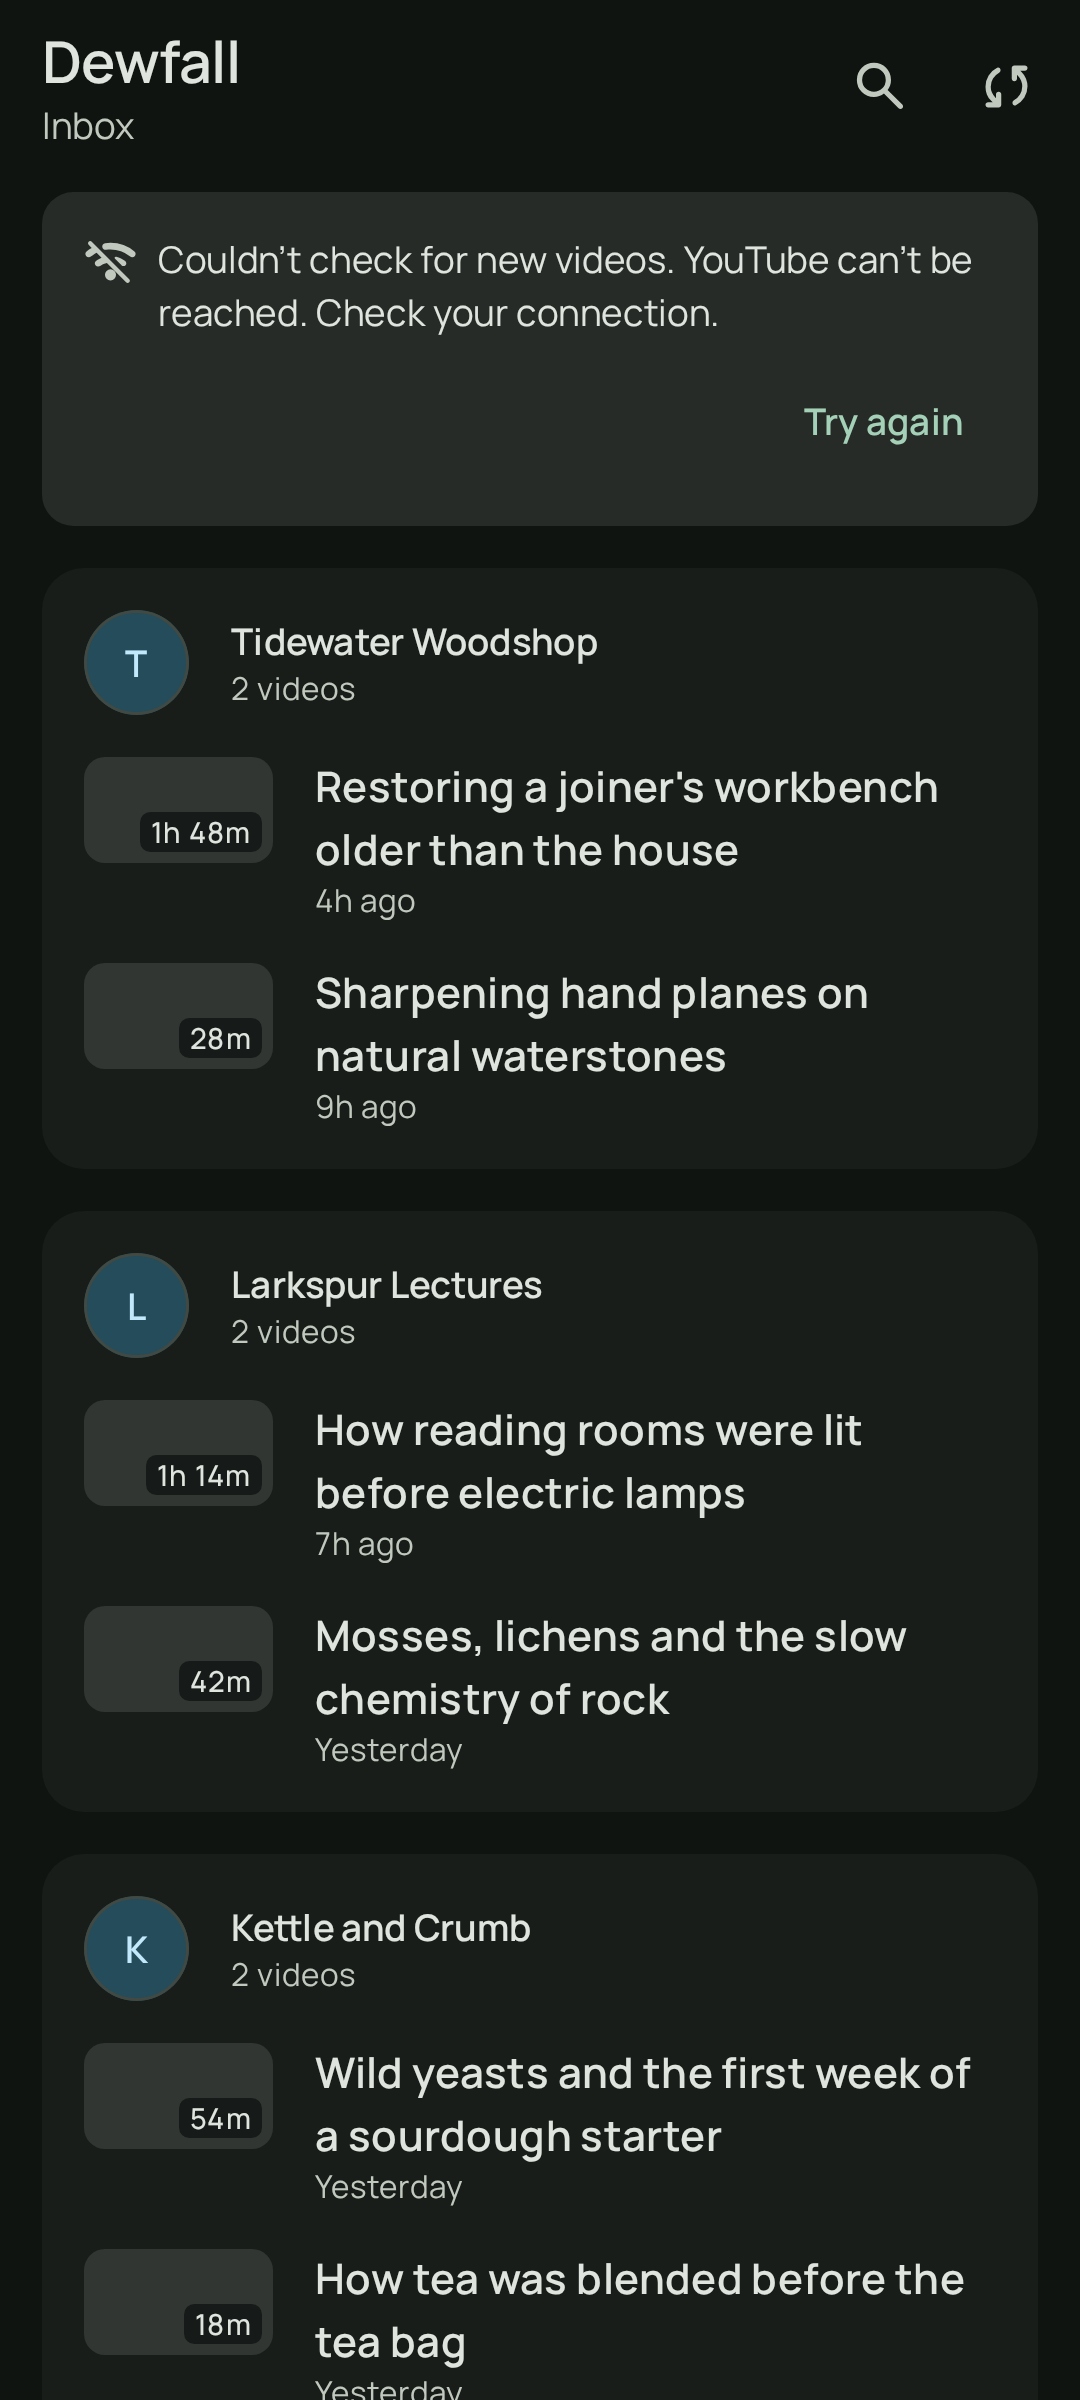 Dewfall
Inbox
Couldn’t check for new videos. YouTube can’t be
reached. Check your connection.
Try again
T
Tidewater Woodshop
2 videos
1h 48m
Restoring a joiner's workbench
older than the house
4h ago
28m
Sharpening hand planes on
natural waterstones
9h ago
L
Larkspur Lectures
2 videos
1h 14m
How reading rooms were lit
before electric lamps
7h ago
42m
Mosses, lichens and the slow
chemistry of rock
Yesterday
K
Kettle and Crumb
2 videos
54m
Wild yeasts and the first week of
a sourdough starter
Yesterday
18m
How tea was blended before the
tea bag
Yesterday